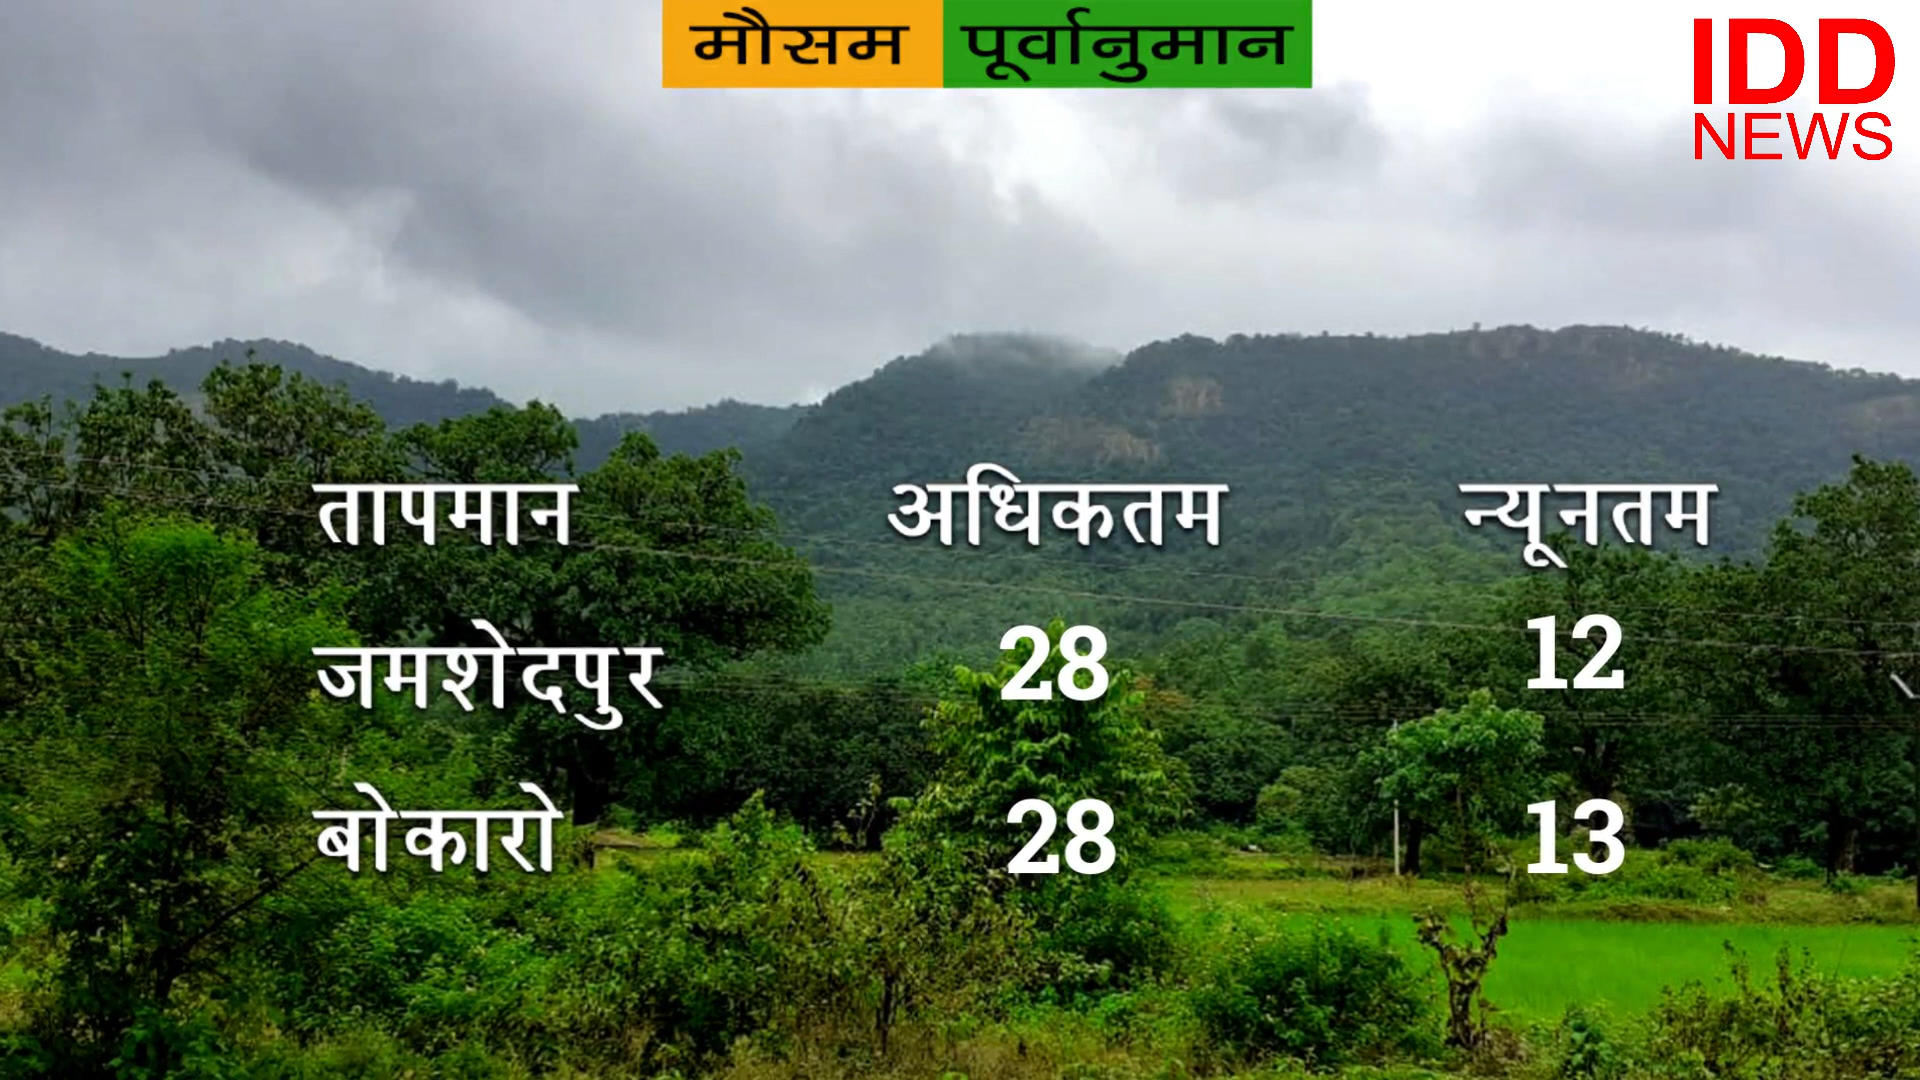 मौसम पूर्वानुमान
IDD
NEWS
तापमान अधिकतम न्यूनतम
जमशेदपुर 28 12
बोकारो 28 13